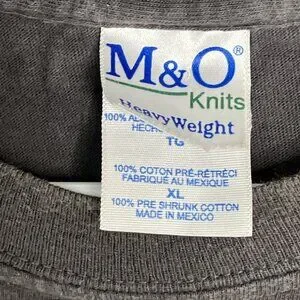 M&O®
Knits
HeavyWeight
100%
HECH
TG
100% COTON PRÉ-RÉTRÉCI
FABRIQUÉ AU MEXIQUE
XL
100% PRE SHRUNK COTTON
MADE IN MEXICO